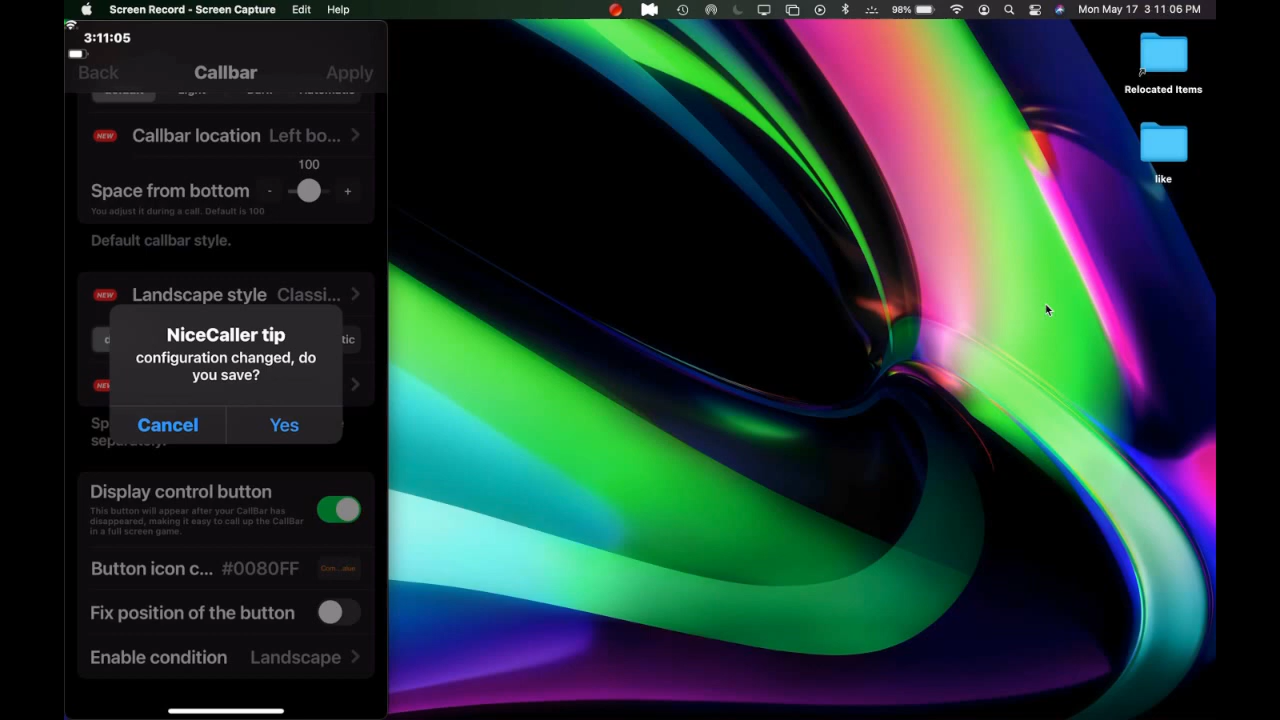 Screen Record - Screen Capture Edit Help 98% Mon May 17 3 11 06 PM
3:11:05
Back Callbar Apply
NEW Callbar location Left bo...
100
Space from bottom - +
You adjust it during a call. Default is 100
Default callbar style.
NEW Landscape style Classi...
NiceCaller tip
configuration changed, do
you save?
Cancel Yes
Display control button
This button will appear after your CallBar has
disappeared, making it easy to call up the CallBar
in a full screen game.
Button icon c... #0080FF
Fix position of the button
Enable condition Landscape
Relocated Items
like